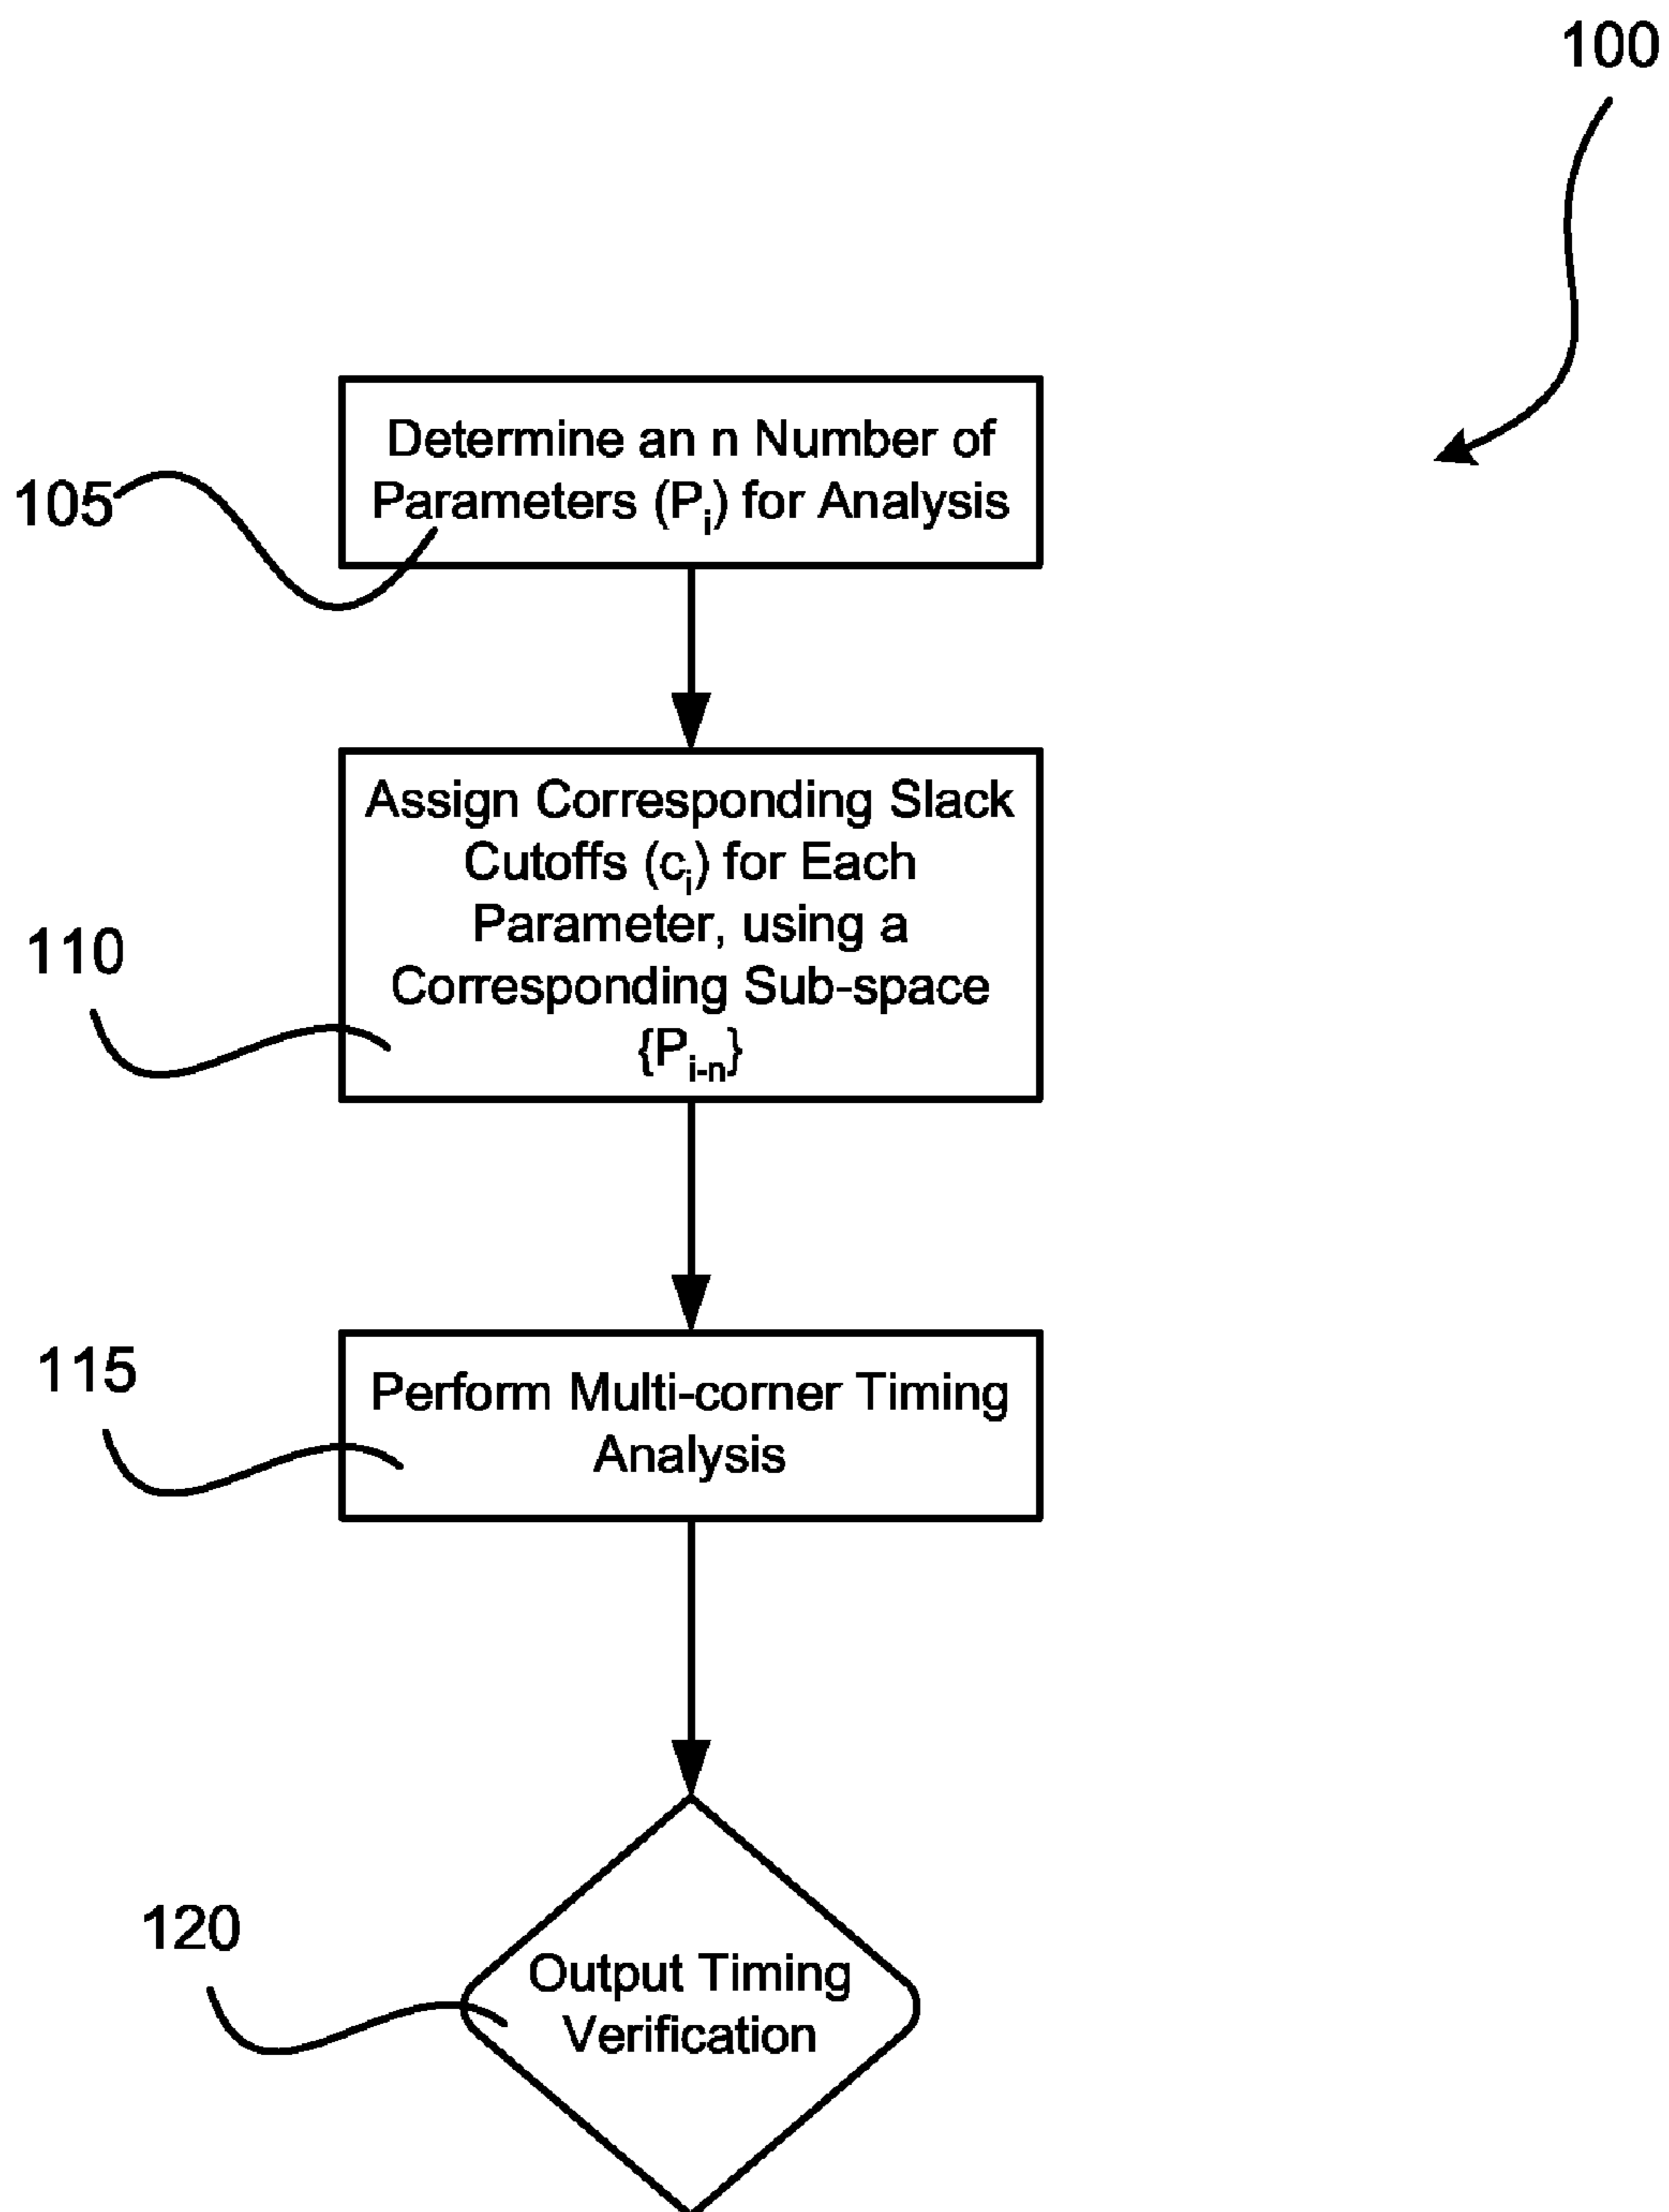 100
Determine an n Number of
Parameters (Pi) for Analysis
105
Assign Corresponding Slack
Cutoffs (ci) for Each
Parameter, using a
Corresponding Sub-space
{Pi-n}
110
115
Perform Multi-corner Timing
Analysis
120
Output Timing
Verification